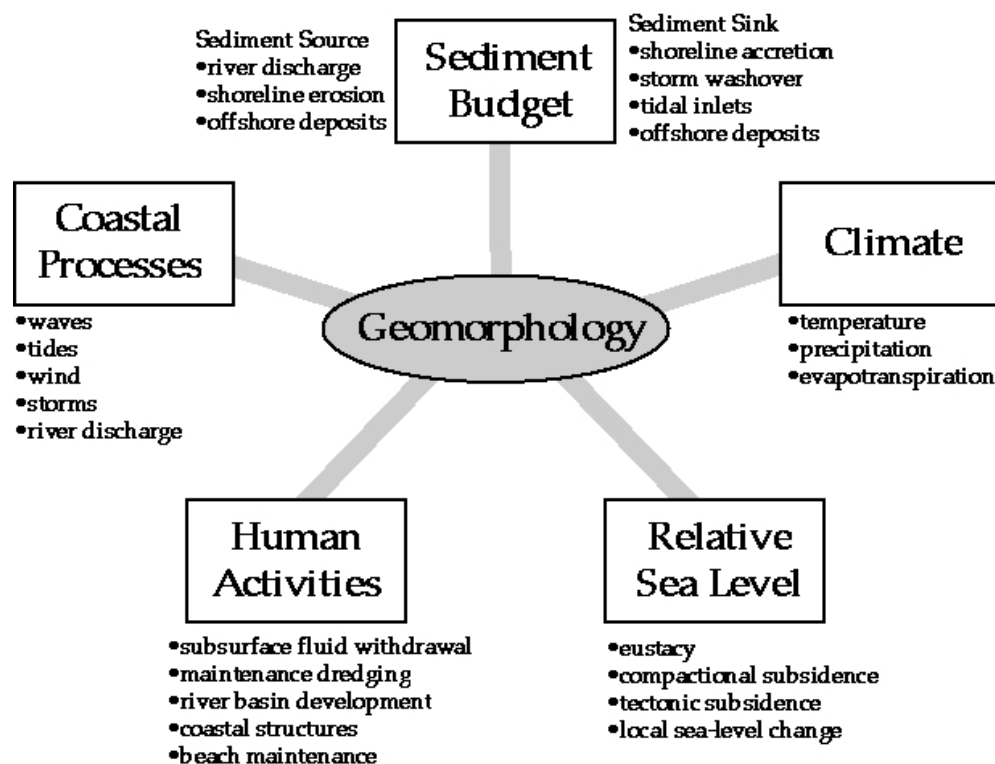 Sediment Source
•river discharge
•shoreline erosion
•offshore deposits
Sediment
Budget
Sediment Sink
•shoreline accretion
•storm washover
•tidal inlets
•offshore deposits
Coastal
Processes
•waves
•tides
•wind
•storms
•river discharge
Geomorphology
Climate
•temperature
•precipitation
•evapotranspiration
Human
Activities
•subsurface fluid withdrawal
•maintenance dredging
•river basin development
•coastal structures
•beach maintenance
Relative
Sea Level
•eustacy
•compactional subsidence
•tectonic subsidence
•local sea-level change